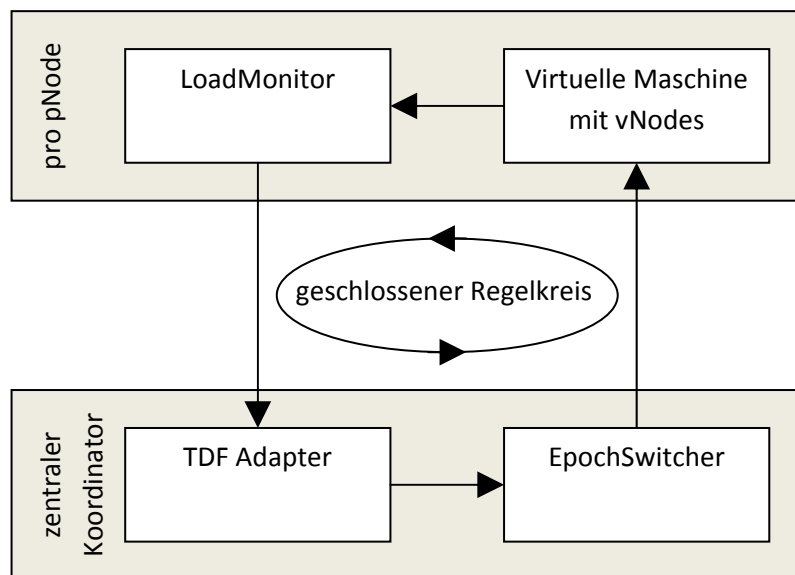 pro pNode
LoadMonitor
Virtuelle Maschine
mit vNodes
geschlossener Regelkreis
zentraler
Koordinator
TDF Adapter
EpochSwitcher